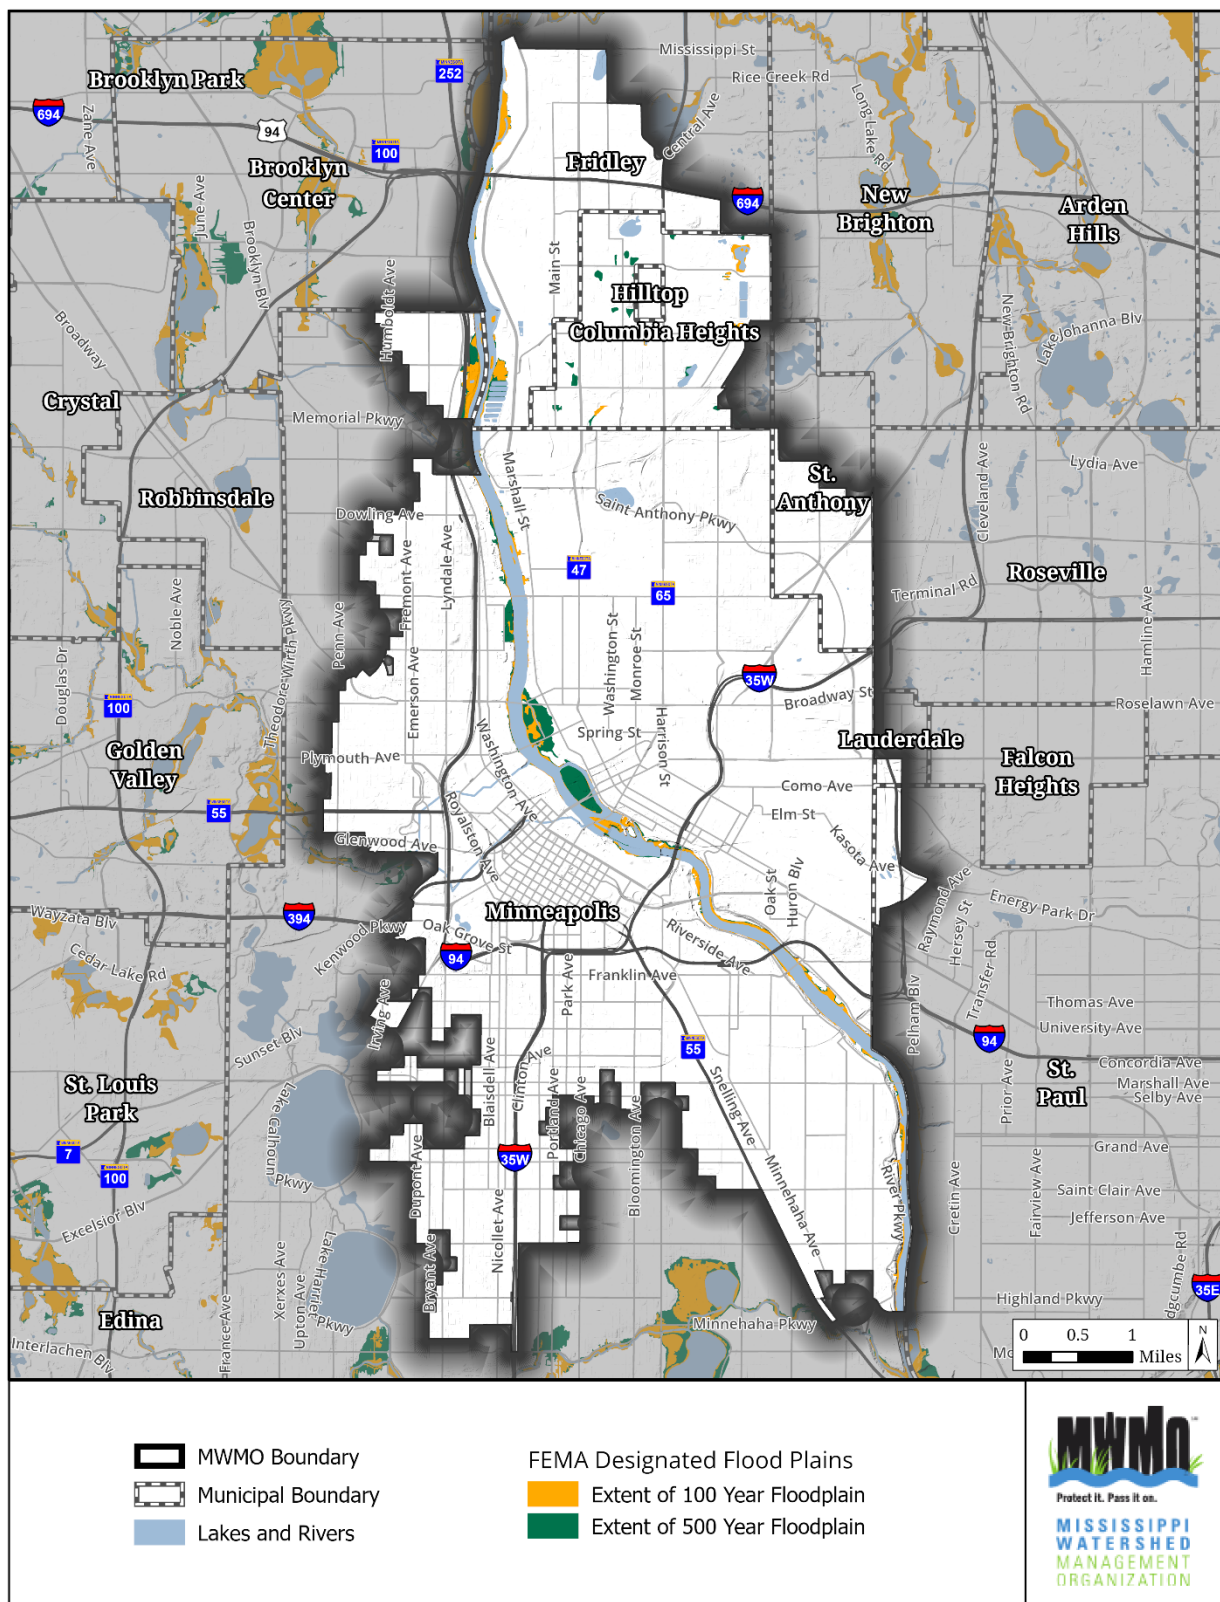 Mississippi St
Rice Creek Rd
252
Brooklyn Park
694
Zane Ave
94
100
Central Ave
Long Lake Rd
Brooklyn
Center
Fridley
694
New
Brighton
Arden
Hills
June Ave
Brooklyn Blv
Main St
Humboldt Ave
Hilltop
Columbia Heights
New Brighton Rd
Lake Johanna Blv
Broadway
Crystal
Memorial Pkwy
Marshall St
Cleveland Ave
Lydia Ave
Robbinsdale
Dowling Ave
Saint Anthony Pkwy
St.
Anthony
Fremont Ave
Lyndale Ave
47
65
Roseville
Terminal Rd
Noble Ave
Theodore Wirth Pkwy
Penn Ave
Emerson Ave
Washington St
Monroe St
Hamline Ave
Douglas Dr
100
35W
Broadway St
Roselawn Ave
Golden
Valley
Plymouth Ave
Washington Ave
Spring St
Harrison St
Lauderdale
Falcon
Heights
55
Royalston Ave
Como Ave
Elm St
Glenwood Ave
Kasota Ave
Wayzata Blv
394
Kenwood Pkwy
Minneapolis
Oak St
Huron Blv
Raymond Ave
Hersey St
Energy Park Dr
Cedar Lake Rd
Oak Grove St
94
Riverside Ave
Franklin Ave
Park Ave
Transfer Rd
Thomas Ave
University Ave
Irving Ave
Sunset Blv
Pelham Blv
94
55
Concordia Ave
Marshall Ave
Selby Ave
St. Louis
Park
Lake Calhoun
Pkwy
Blaisdell Ave
Clinton Ave
Portland Ave
Chicago Ave
Bloomington Ave
Snelling Ave
Prior Ave
St.
Paul
7
100
Excelsior Blv
Dupont Ave
35W
Minnehaha Ave
River Pkwy
Grand Ave
Saint Clair Ave
Jefferson Ave
Cretin Ave
Fairview Ave
Nicollet Ave
Bryant Ave
Xerxes Ave
Upton Ave
Lake Harriet
Pkwy
Edina
France Ave
Interlachen Blv
Minnehaha Pkwy
Highland Pkwy
dgcumbe Rd
35E
0 0.5 1
Miles
N
MWMO Boundary
Municipal Boundary
Lakes and Rivers
FEMA Designated Flood Plains
Extent of 100 Year Floodplain
Extent of 500 Year Floodplain
MWMO
Protect it. Pass it on.
MISSISSIPPI
WATERSHED
MANAGEMENT
ORGANIZATION